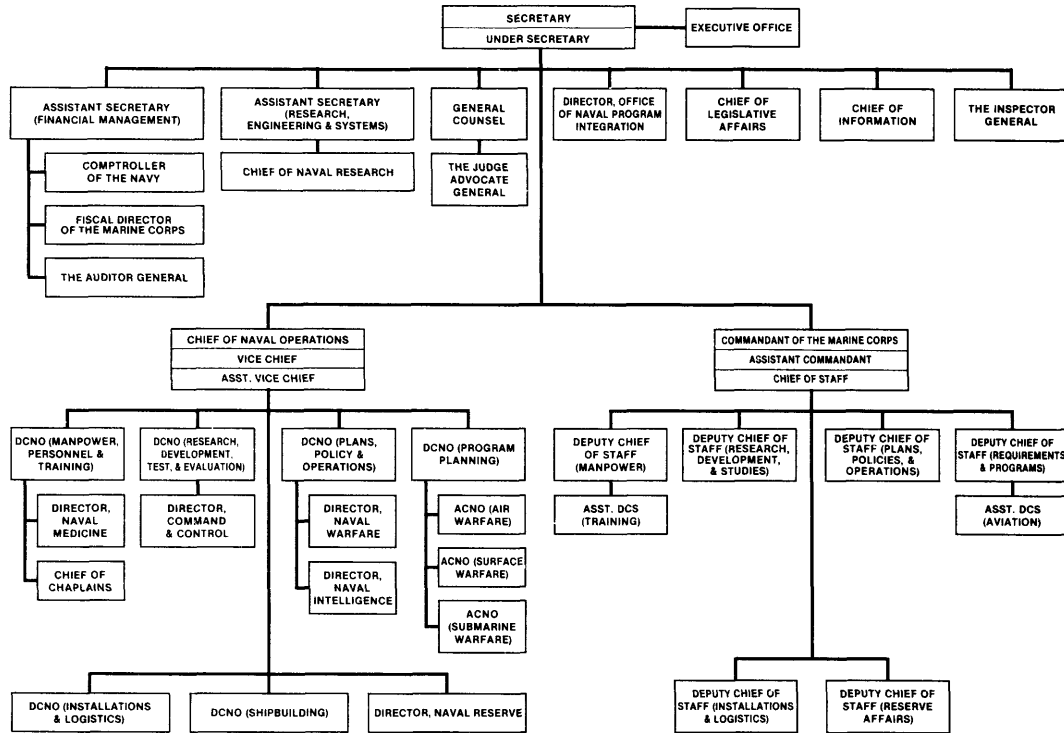 SECRETARY
UNDER SECRETARY
EXECUTIVE OFFICE
ASSISTANT SECRETARY
(FINANCIAL MANAGEMENT)
ASSISTANT SECRETARY
(RESEARCH,
ENGINEERING & SYSTEMS)
GENERAL
COUNSEL
DIRECTOR, OFFICE
OF NAVAL PROGRAM
INTEGRATION
CHIEF OF
LEGISLATIVE
AFFAIRS
CHIEF OF
INFORMATION
THE INSPECTOR
GENERAL
COMPTROLLER
OF THE NAVY
FISCAL DIRECTOR
OF THE MARINE CORPS
THE AUDITOR GENERAL
CHIEF OF NAVAL RESEARCH
THE JUDGE
ADVOCATE
GENERAL
CHIEF OF NAVAL OPERATIONS
VICE CHIEF
ASST. VICE CHIEF
COMMANDANT OF THE MARINE CORPS
ASSISTANT COMMANDANT
CHIEF OF STAFF
DCNO (MANPOWER,
PERSONNEL &
TRAINING)
DCNO (RESEARCH,
DEVELOPMENT,
TEST, & EVALUATION)
DCNO (PLANS,
POLICY &
OPERATIONS)
DCNO (PROGRAM
PLANNING)
DIRECTOR,
NAVAL
MEDICINE
CHIEF OF
CHAPLAINS
DIRECTOR,
COMMAND
& CONTROL
DIRECTOR,
NAVAL
WARFARE
DIRECTOR,
NAVAL
INTELLIGENCE
ACNO (AIR
WARFARE)
ACNO (SURFACE
WARFARE)
ACNO
(SUBMARINE
WARFARE)
DEPUTY CHIEF
OF STAFF
(MANPOWER)
DEPUTY CHIEF OF
STAFF (RESEARCH,
DEVELOPMENT,
& STUDIES)
DEPUTY CHIEF OF
STAFF (PLANS,
POLICIES, &
OPERATIONS)
DEPUTY CHIEF OF
STAFF (REQUIREMENTS
& PROGRAMS)
ASST. DCS
(TRAINING)
ASST. DCS
(AVIATION)
DCNO (INSTALLATIONS
& LOGISTICS)
DCNO (SHIPBUILDING)
DIRECTOR, NAVAL RESERVE
DEPUTY CHIEF OF
STAFF (INSTALLATIONS
& LOGISTICS)
DEPUTY CHIEF OF
STAFF (RESERVE
AFFAIRS)